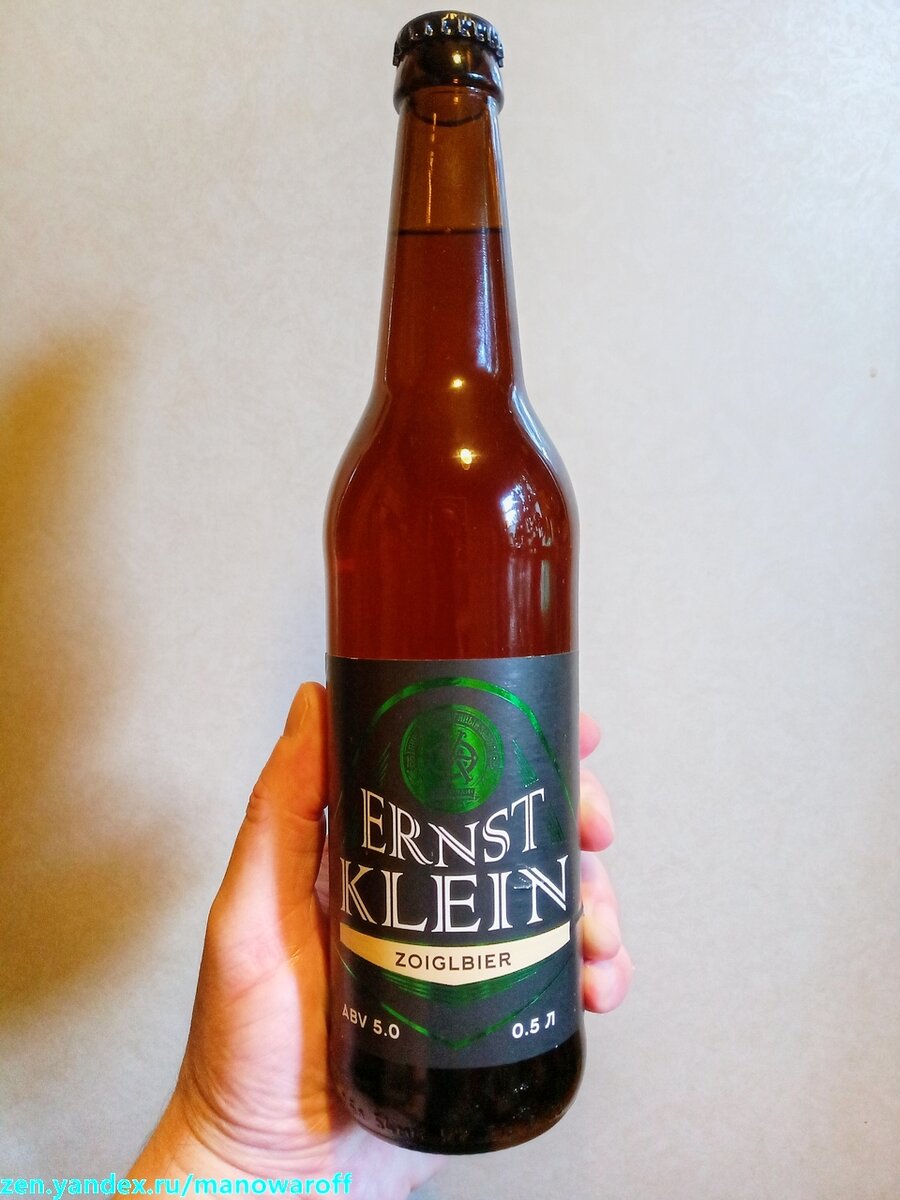 ERNST
KLEIN
ZOIGLBIER
ABV 5.0
0.5 Л
zen.yandex.ru/manowaroff